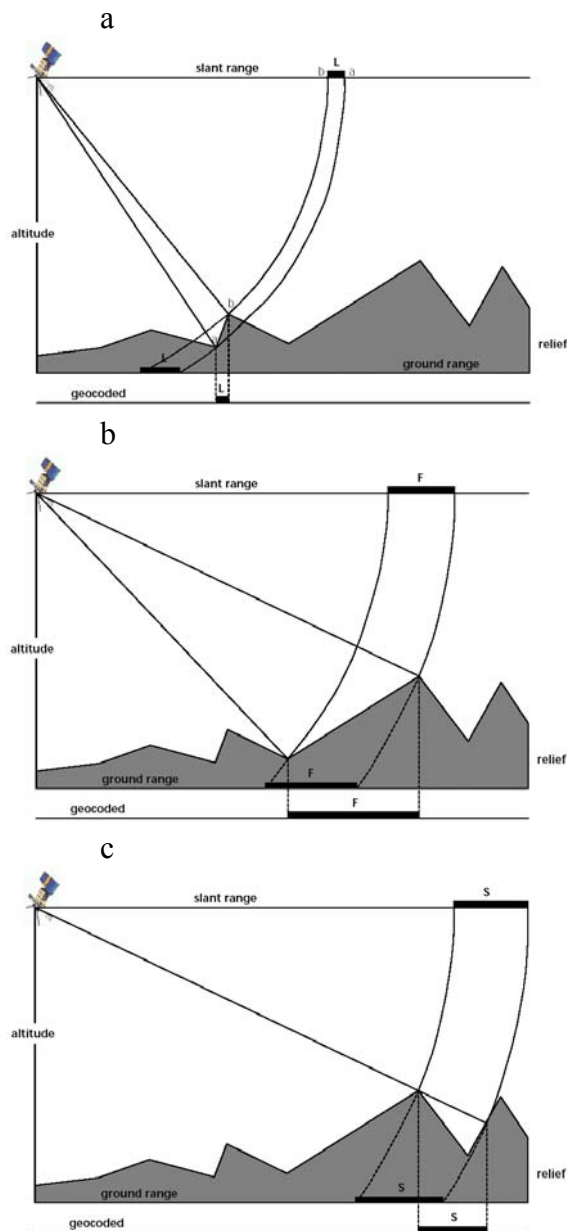 a
L
slant range b a
altitude
b
a
L
relief
ground range
L
geocoded
b
F
slant range
altitude
relief
ground range F
F
geocoded
c
S
slant range
altitude
relief
ground range S
S
geocoded